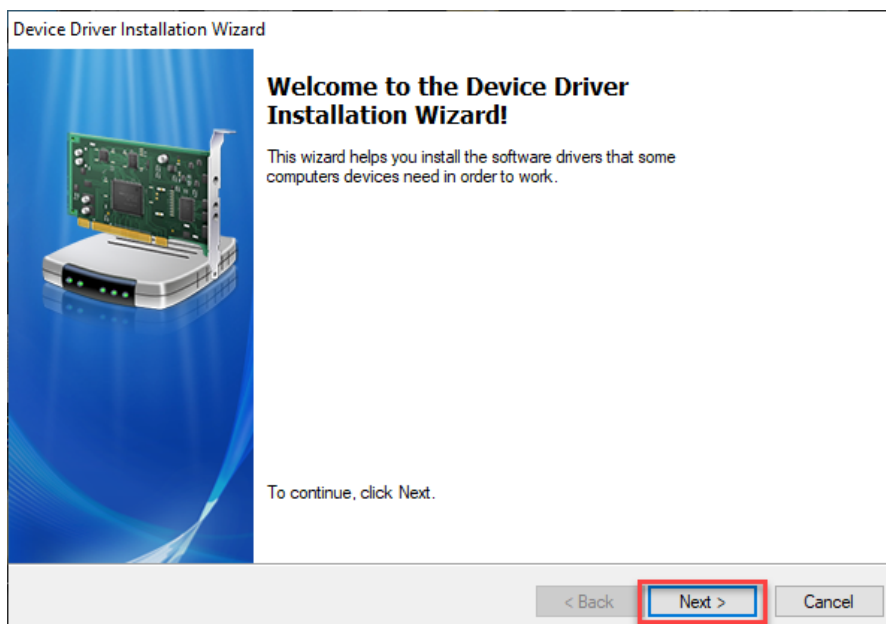 Device Driver Installation Wizard
Welcome to the Device Driver
Installation Wizard!
This wizard helps you install the software drivers that some
computers devices need in order to work.
To continue, click Next.
< Back
Next >
Cancel